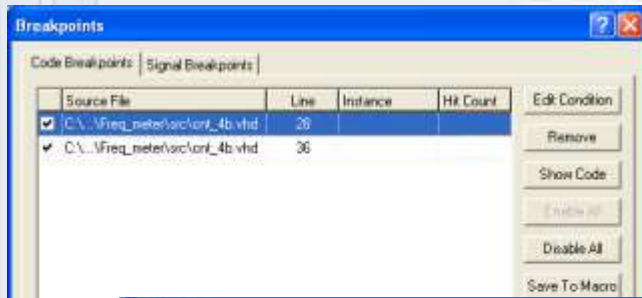 Breakpoints
Code Breakpoints Signal Breakpoints
Source File Line Instance Hit Count
C:\...\Freq_meter\src\cnt_4b.vhd 28
C:\...\Freq_meter\src\cnt_4b.vhd 36
Edit Condition
Remove
Show Code
Enable All
Disable All
Save To Macro